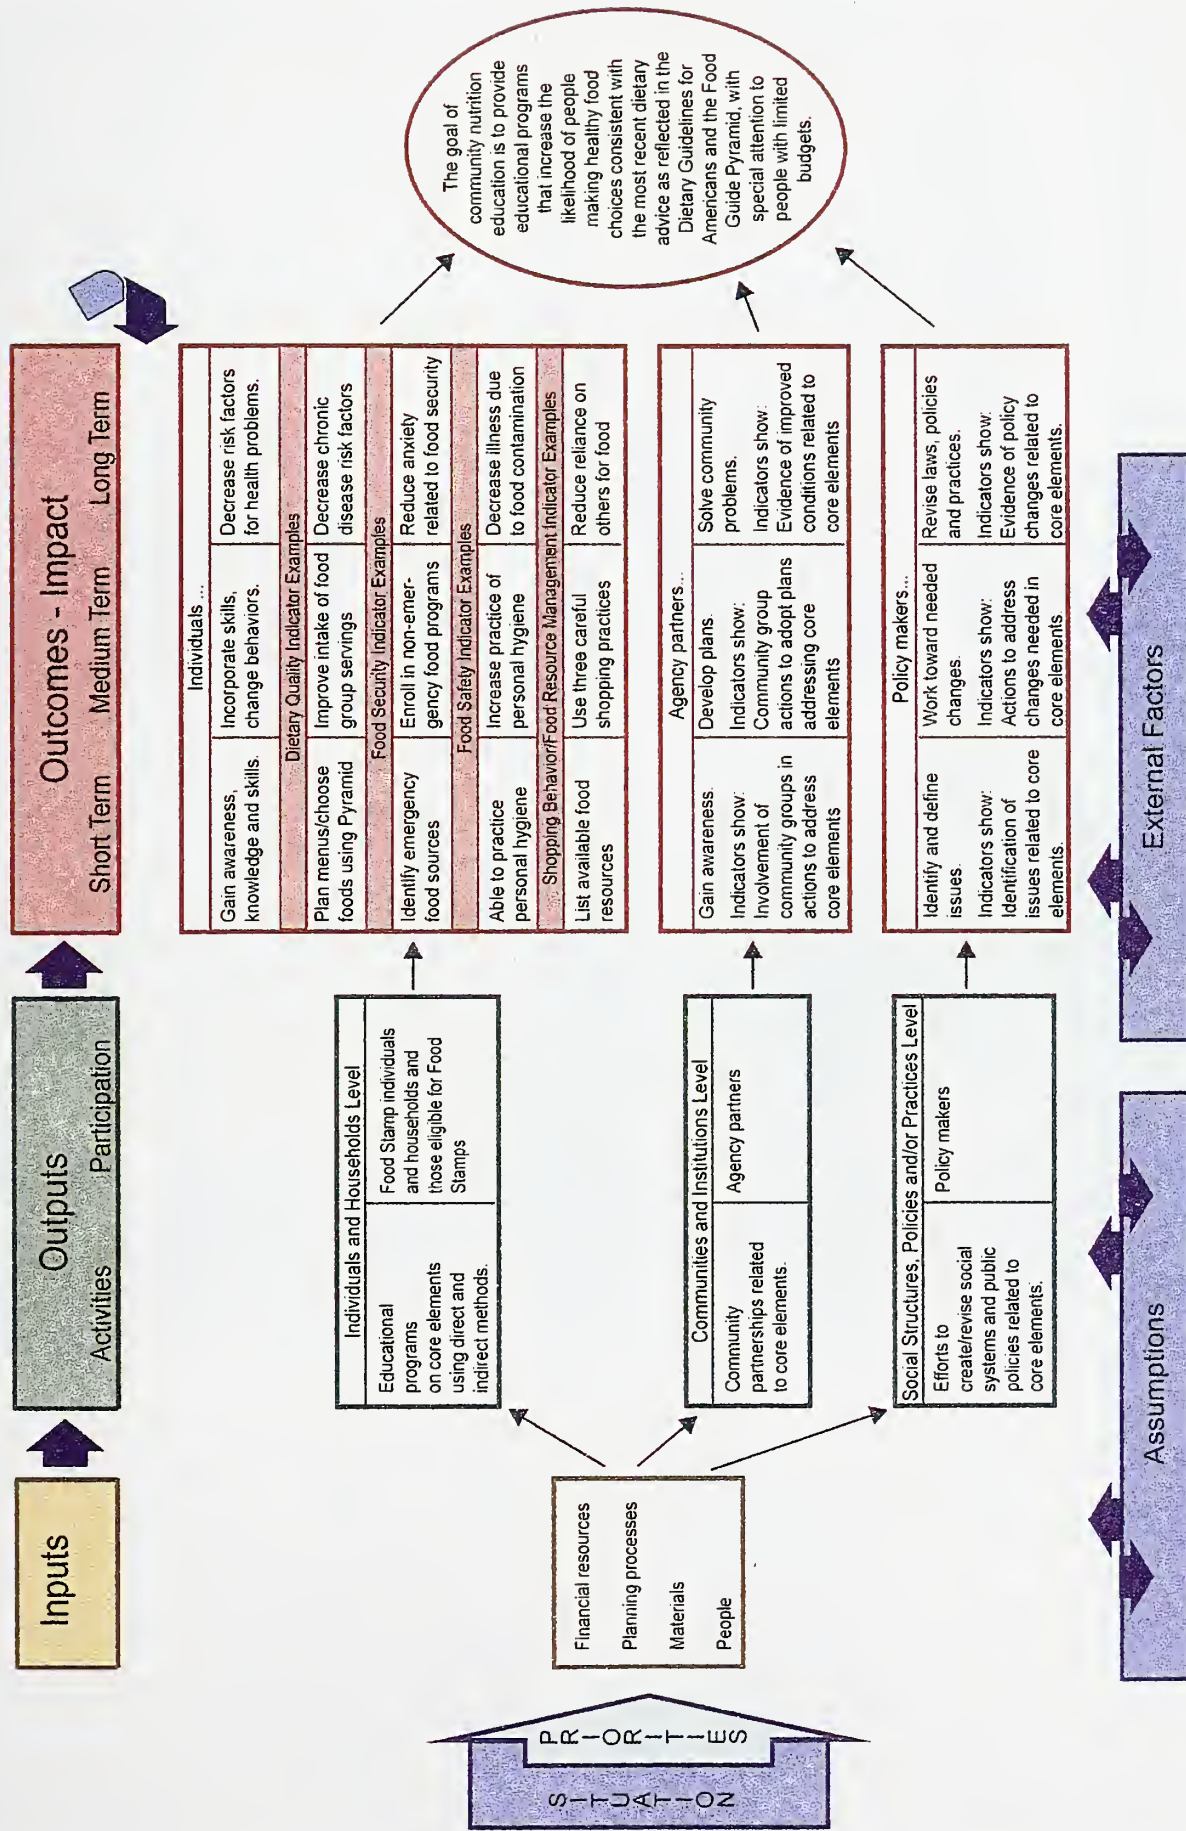 Inputs
Outputs
Activities Participation
Outcomes - Impact
Short Term Medium Term Long Term
SITUATION
PRIORITIES
Financial resources
Planning processes
Materials
People
Individuals and Households Level
Educational
programs
on core elements
using direct and
indirect methods.
Food Stamp individuals
and households and
those eligible for Food
Stamps
Communities and Institutions Level
Community
partnerships related
to core elements.
Agency partners
Social Structures, Policies and/or Practices Level
Efforts to
create/revise social
systems and public
policies related to
core elements.
Policy makers
Individuals ...
Gain awareness,
knowledge and skills.
Incorporate skills,
change behaviors.
Decrease risk factors
for health problems.
Dietary Quality Indicator Examples
Plan menus/choose
foods using Pyramid
Improve intake of food
group servings
Decrease chronic
disease risk factors
Food Security Indicator Examples
Identify emergency
food sources
Enroll in non-emer-
gency food programs
Reduce anxiety
related to food security
Food Safety Indicator Examples
Able to practice
personal hygiene
Increase practice of
personal hygiene
Decrease illness due
to food contamination
Shopping Behavior/Food Resource Management Indicator Examples
List available food
resources
Use three careful
shopping practices
Reduce reliance on
others for food
Agency partners...
Gain awareness.
Indicators show:
Involvement of
community groups in
actions to address
core elements
Develop plans.
Indicators show:
Community group
actions to adopt plans
addressing core
elements
Solve community
problems.
Indicators show:
Evidence of improved
conditions related to
core elements
Policy makers...
Identify and define
issues.
Indicators show:
Identification of
issues related to core
elements.
Work toward needed
changes.
Indicators show:
Actions to address
changes needed in
core elements.
Revise laws, policies
and practices.
Indicators show:
Evidence of policy
changes related to
core elements.
The goal of
community nutrition
education is to provide
educational programs
that increase the
likelihood of people
making healthy food
choices consistent with
the most recent dietary
advice as reflected in the
Dietary Guidelines for
Americans and the Food
Guide Pyramid, with
special attention to
people with limited
budgets.
Assumptions
External Factors